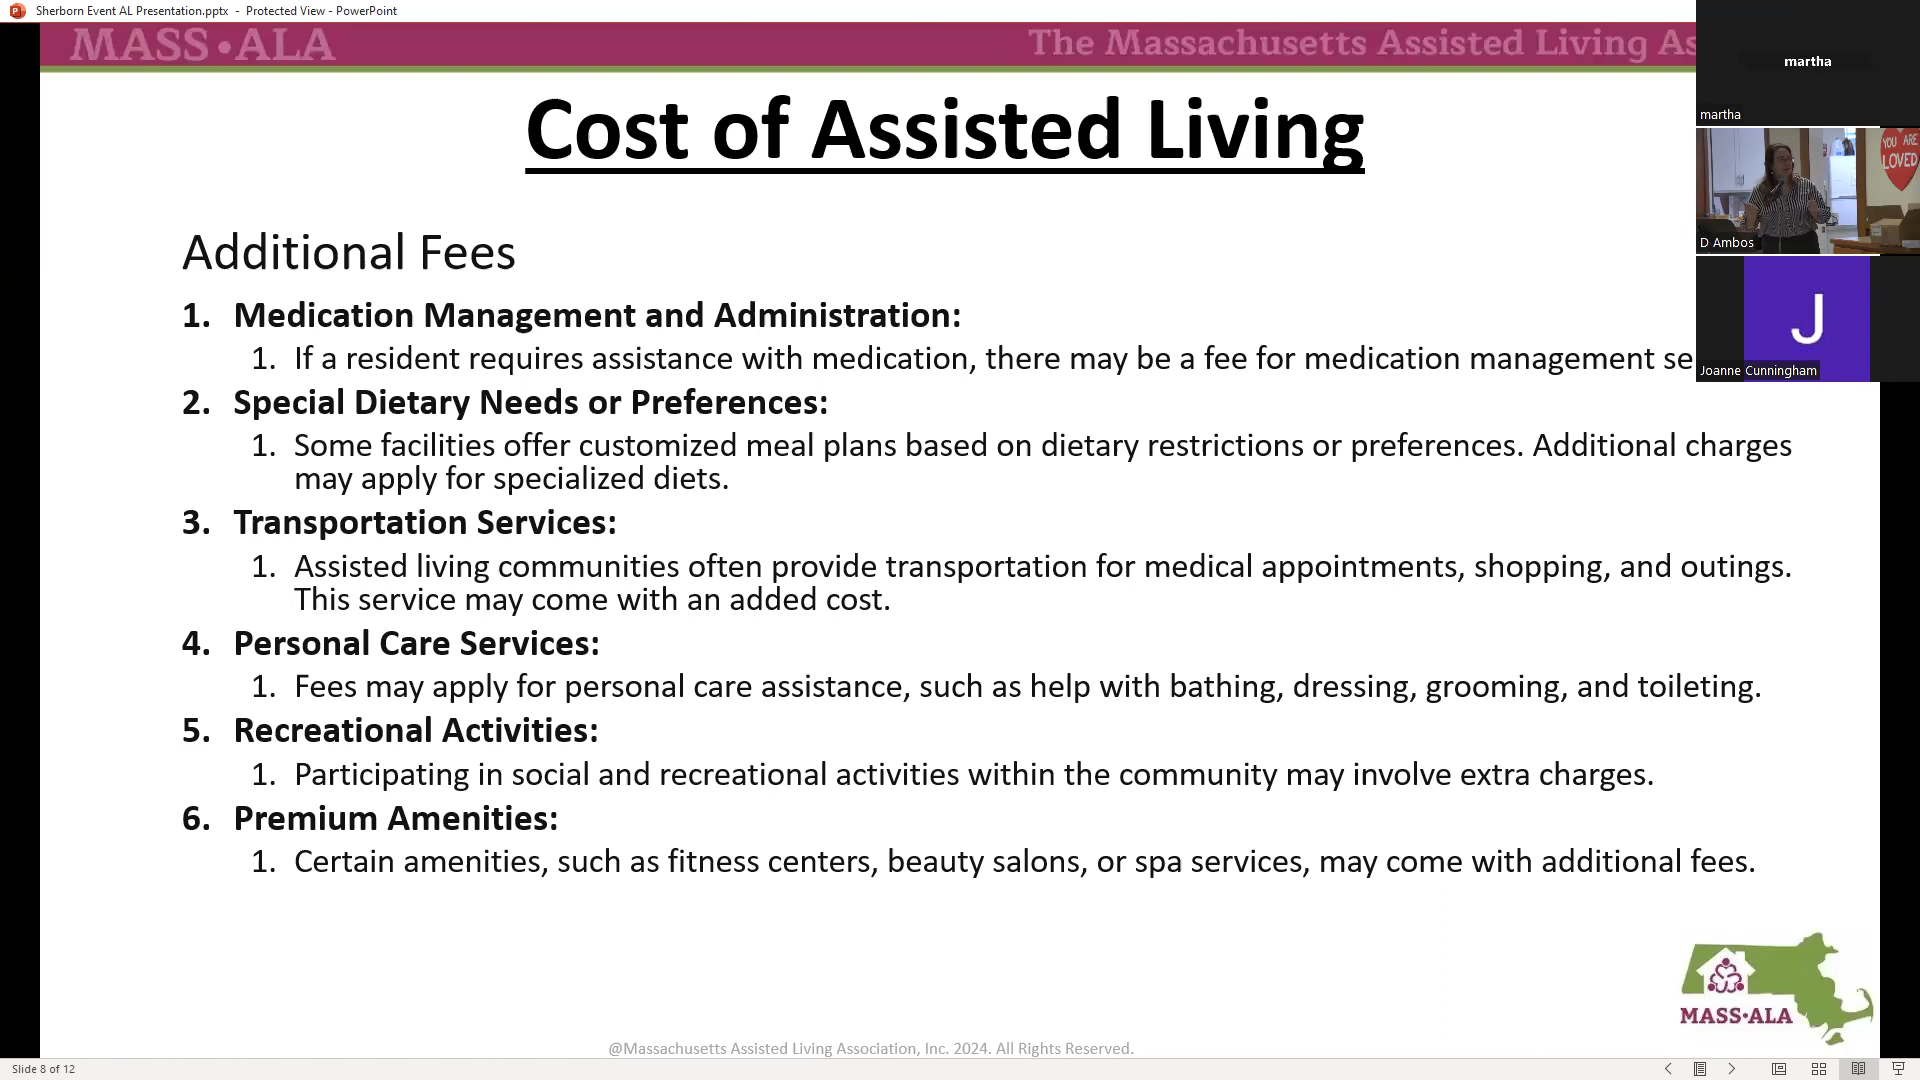 Sherborn Event AL Presentation.pptx - Protected View - PowerPoint
MASS•ALA
The Massachusetts Assisted Living
martha
martha
YOU ARE
LOVED
D Ambos
J
Joanne Cunningham
Cost of Assisted Living
Additional Fees
1. Medication Management and Administration:
1. If a resident requires assistance with medication, there may be a fee for medication management
2. Special Dietary Needs or Preferences:
1. Some facilities offer customized meal plans based on dietary restrictions or preferences. Additional charges
may apply for specialized diets.
3. Transportation Services:
1. Assisted living communities often provide transportation for medical appointments, shopping, and outings.
This service may come with an added cost.
4. Personal Care Services:
1. Fees may apply for personal care assistance, such as help with bathing, dressing, grooming, and toileting.
5. Recreational Activities:
1. Participating in social and recreational activities within the community may involve extra charges.
6. Premium Amenities:
1. Certain amenities, such as fitness centers, beauty salons, or spa services, may come with additional fees.
MASS•ALA
@Massachusetts Assisted Living Association, Inc. 2024. All Rights Reserved.
Slide 8 of 12